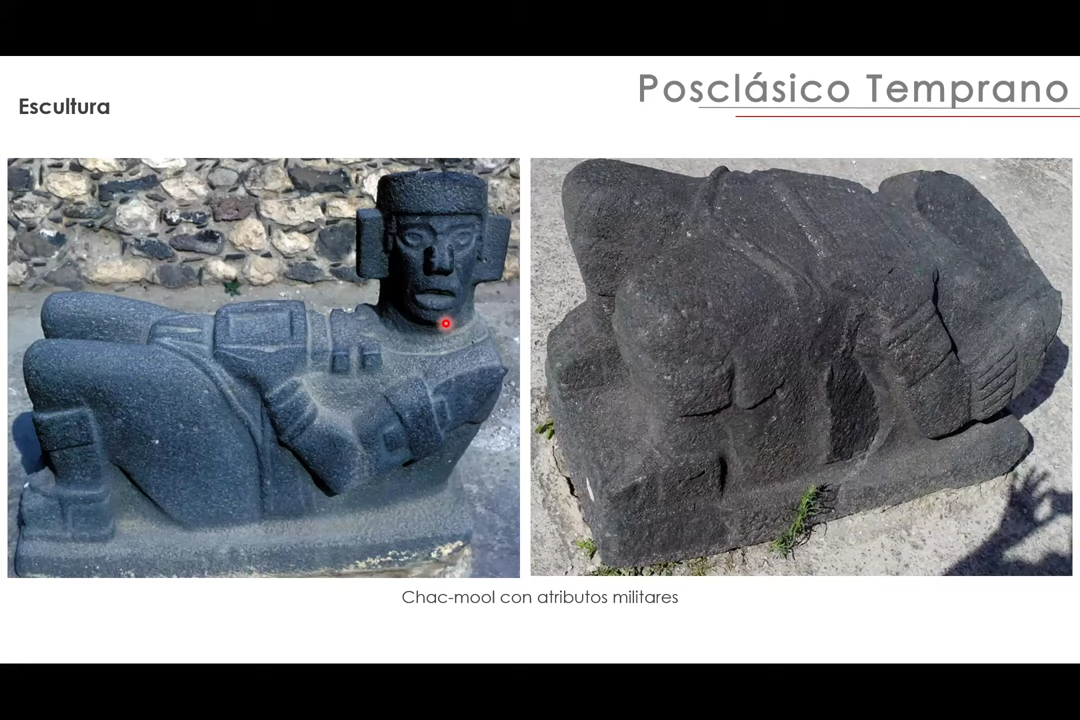 Posclásico Temprano
Escultura
Chac-mool con atributos militares